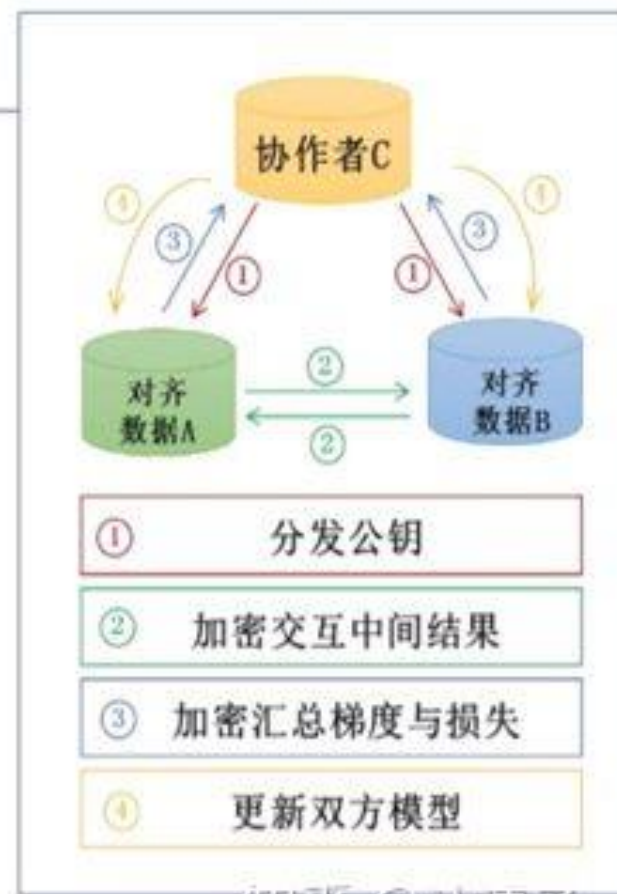 协作者C
④
④
③
③
①
①
对齐
数据A
②
对齐
数据B
②
① 分发公钥
② 加密交互中间结果
③ 加密汇总梯度与损失
④ 更新双方模型